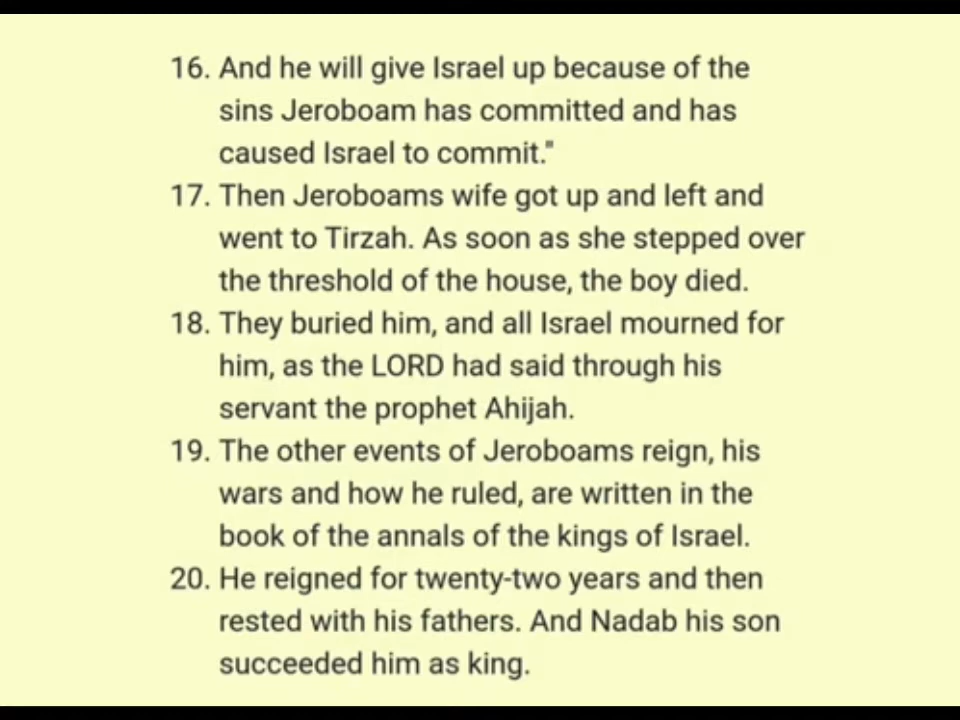 16. And he will give Israel up because of the
sins Jeroboam has committed and has
caused Israel to commit."
17. Then Jeroboams wife got up and left and
went to Tirzah. As soon as she stepped over
the threshold of the house, the boy died.
18. They buried him, and all Israel mourned for
him, as the LORD had said through his
servant the prophet Ahijah.
19. The other events of Jeroboams reign, his
wars and how he ruled, are written in the
book of the annals of the kings of Israel.
20. He reigned for twenty-two years and then
rested with his fathers. And Nadab his son
succeeded him as king.